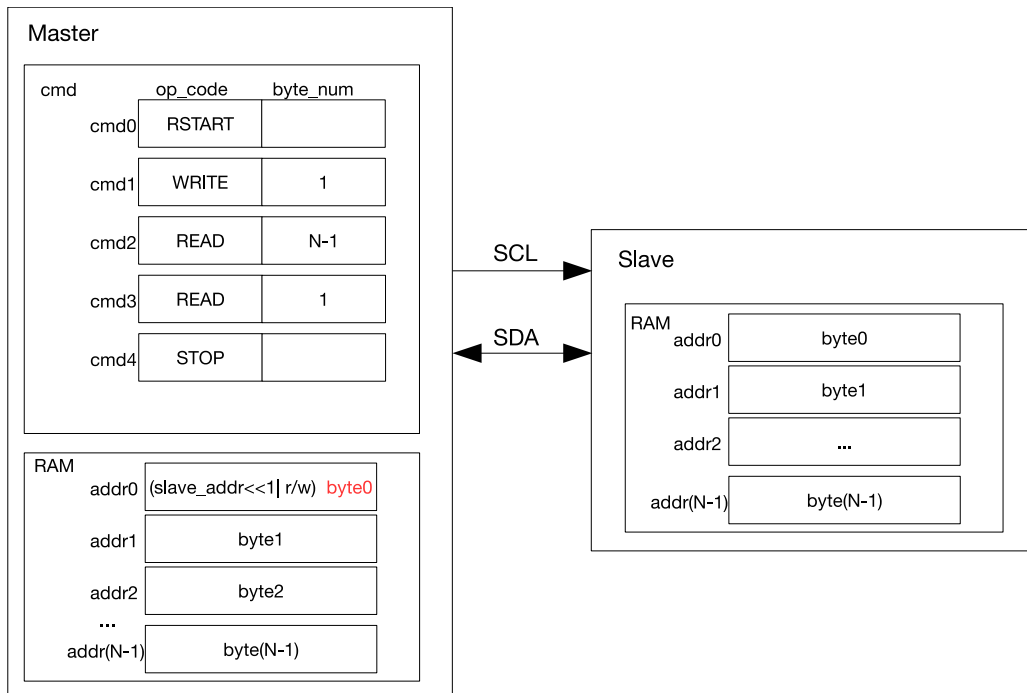 Master
cmd op_code byte_num
cmd0 RSTART
cmd1 WRITE 1
cmd2 READ N-1
cmd3 READ 1
cmd4 STOP
RAM
addr0 (slave_addr<<1| r/w) byte0
addr1 byte1
addr2 byte2
...
addr(N-1) byte(N-1)
SCL
SDA
Slave
RAM
addr0 byte0
addr1 byte1
addr2 ...
addr(N-1) byte(N-1)